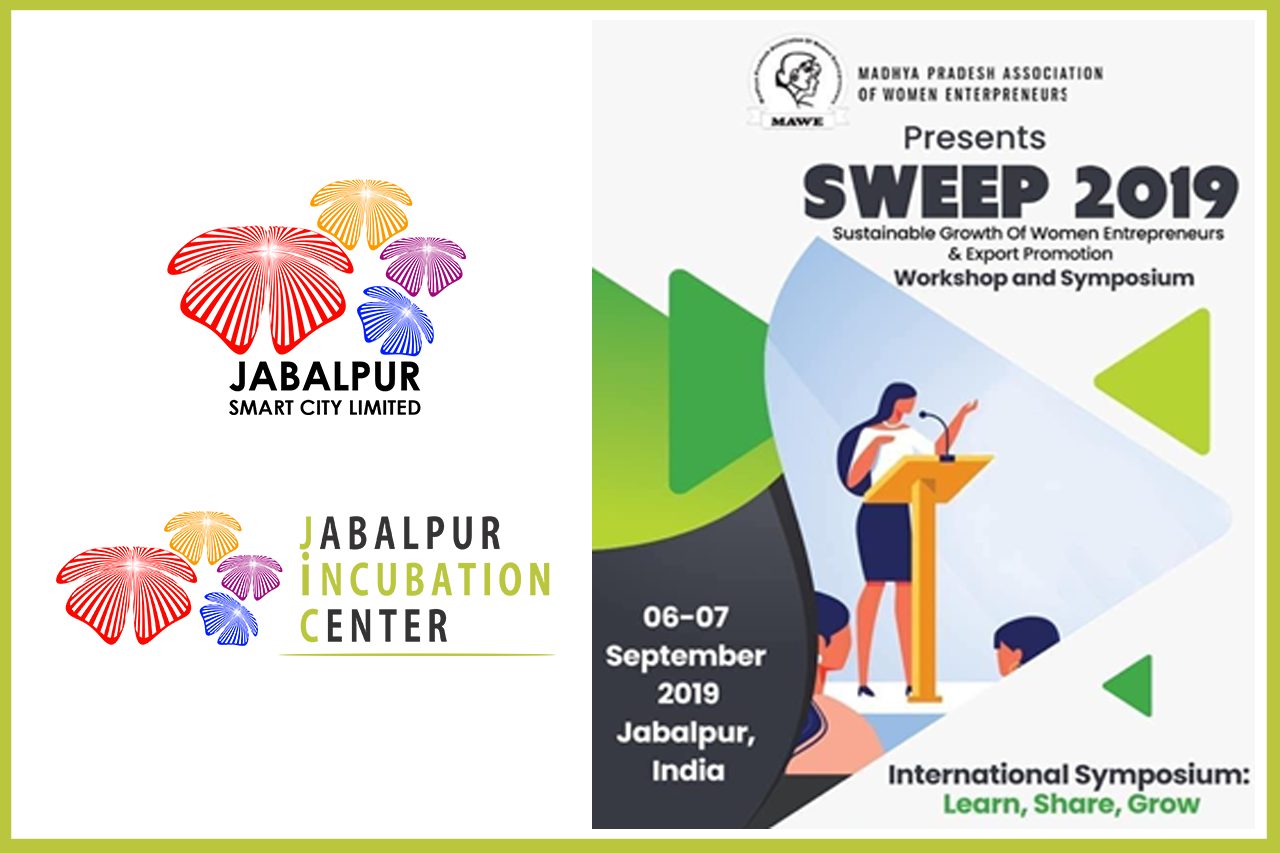 JABALPUR
SMART CITY LIMITED
JABALPUR
iNCUBATION
CENTER
MAWE
MADHYA PRADESH ASSOCIATION
OF WOMEN ENTERPRENEURS
Presents
SWEEP 2019
Sustainable Growth Of Women Entrepreneurs
& Export Promotion
Workshop and Symposium
06-07
September
2019
Jabalpur,
India
International Symposium:
Learn, Share, Grow